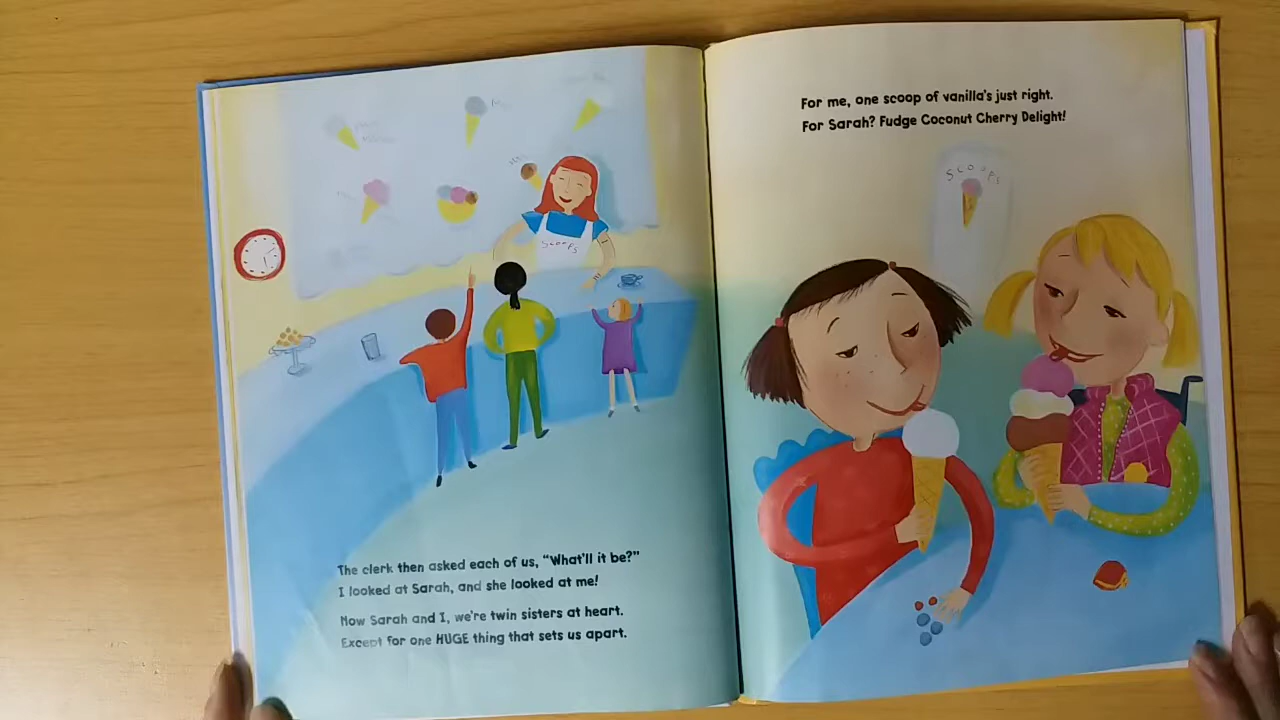 SCOOPS
The clerk then asked each of us, “What’ll it be?”
I looked at Sarah, and she looked at me!
Now Sarah and I, we’re twin sisters at heart.
Except for one HUGE thing that sets us apart.
For me, one scoop of vanilla’s just right.
For Sarah? Fudge Coconut Cherry Delight!
SCOOPS